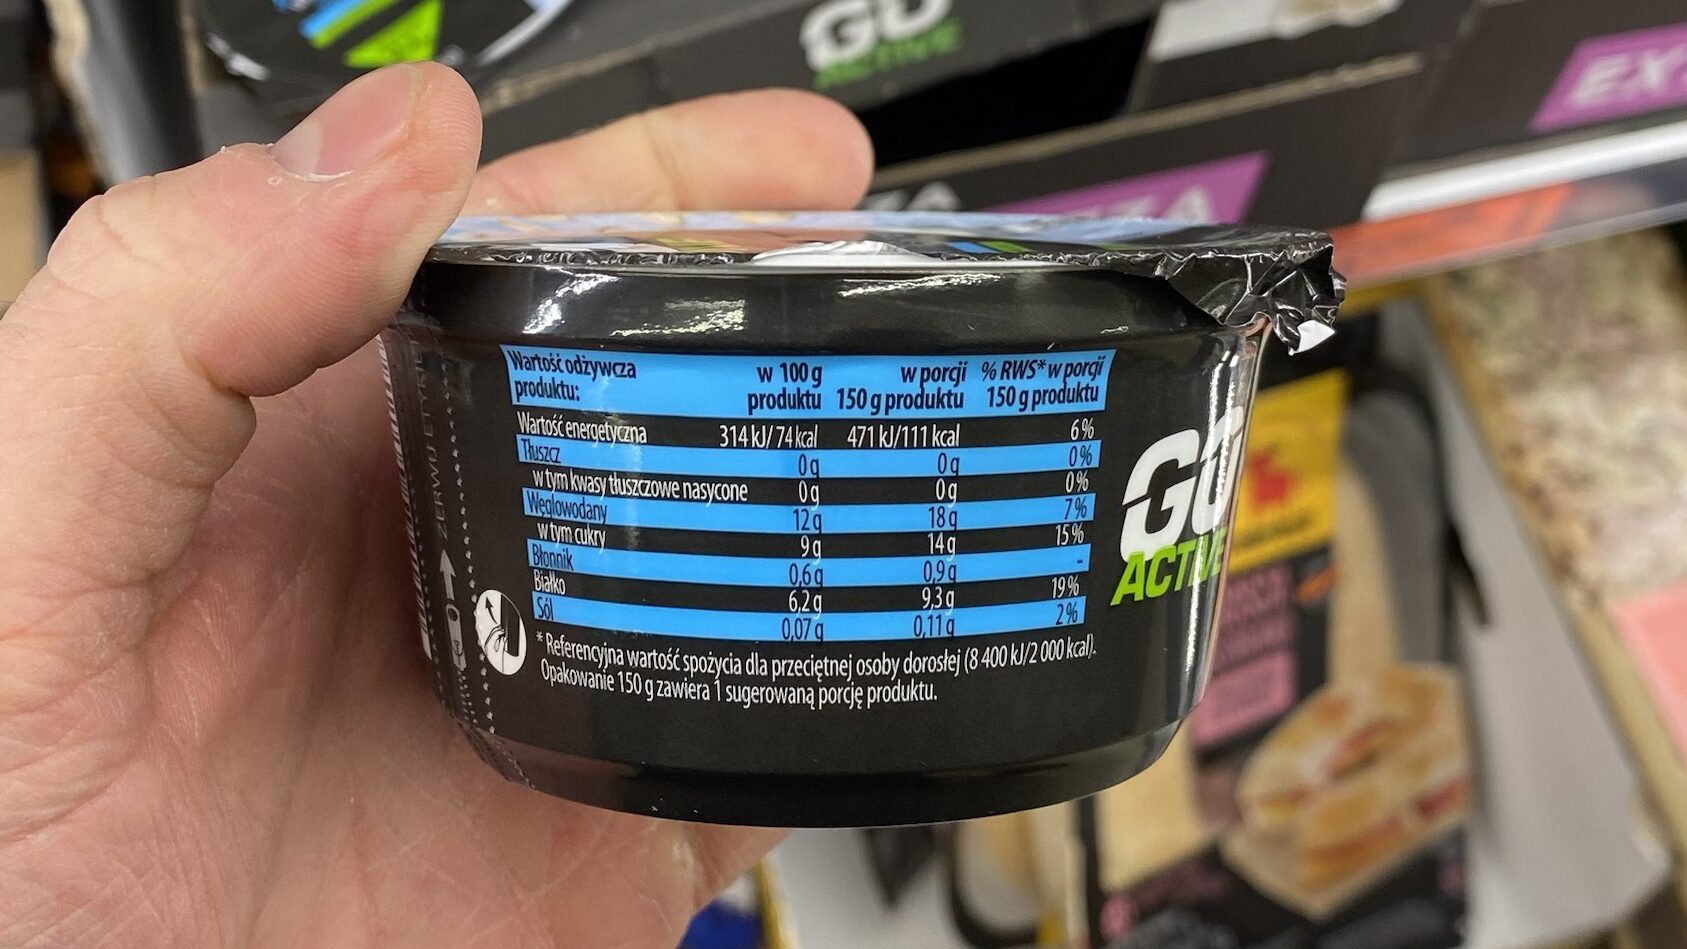 GO
ACTIVE
EX
ZA
Wartość odżywcza produktu: w 100 g produktu w porcji 150 g produktu % RWS* w porcji 150 g produktu
Wartość energetyczna 314 kJ/ 74 kcal 471 kJ/111 kcal 6 %
Tłuszcz 0 g 0 g 0 %
w tym kwasy tłuszczowe nasycone 0 g 0 g 0 %
Węglowodany 12 g 18 g 7 %
w tym cukry 9 g 14 g 15 %
Błonnik 0,6 g 0,9 g -
Białko 6,2 g 9,3 g 19 %
Sól 0,07 g 0,11 g 2 %
* Referencyjna wartość spożycia dla przeciętnej osoby dorosłej (8 400 kJ/2 000 kcal).
Opakowanie 150 g zawiera 1 sugerowaną porcję produktu.
ZERWIJ ETYKIETĘ
GO
ACTIVE